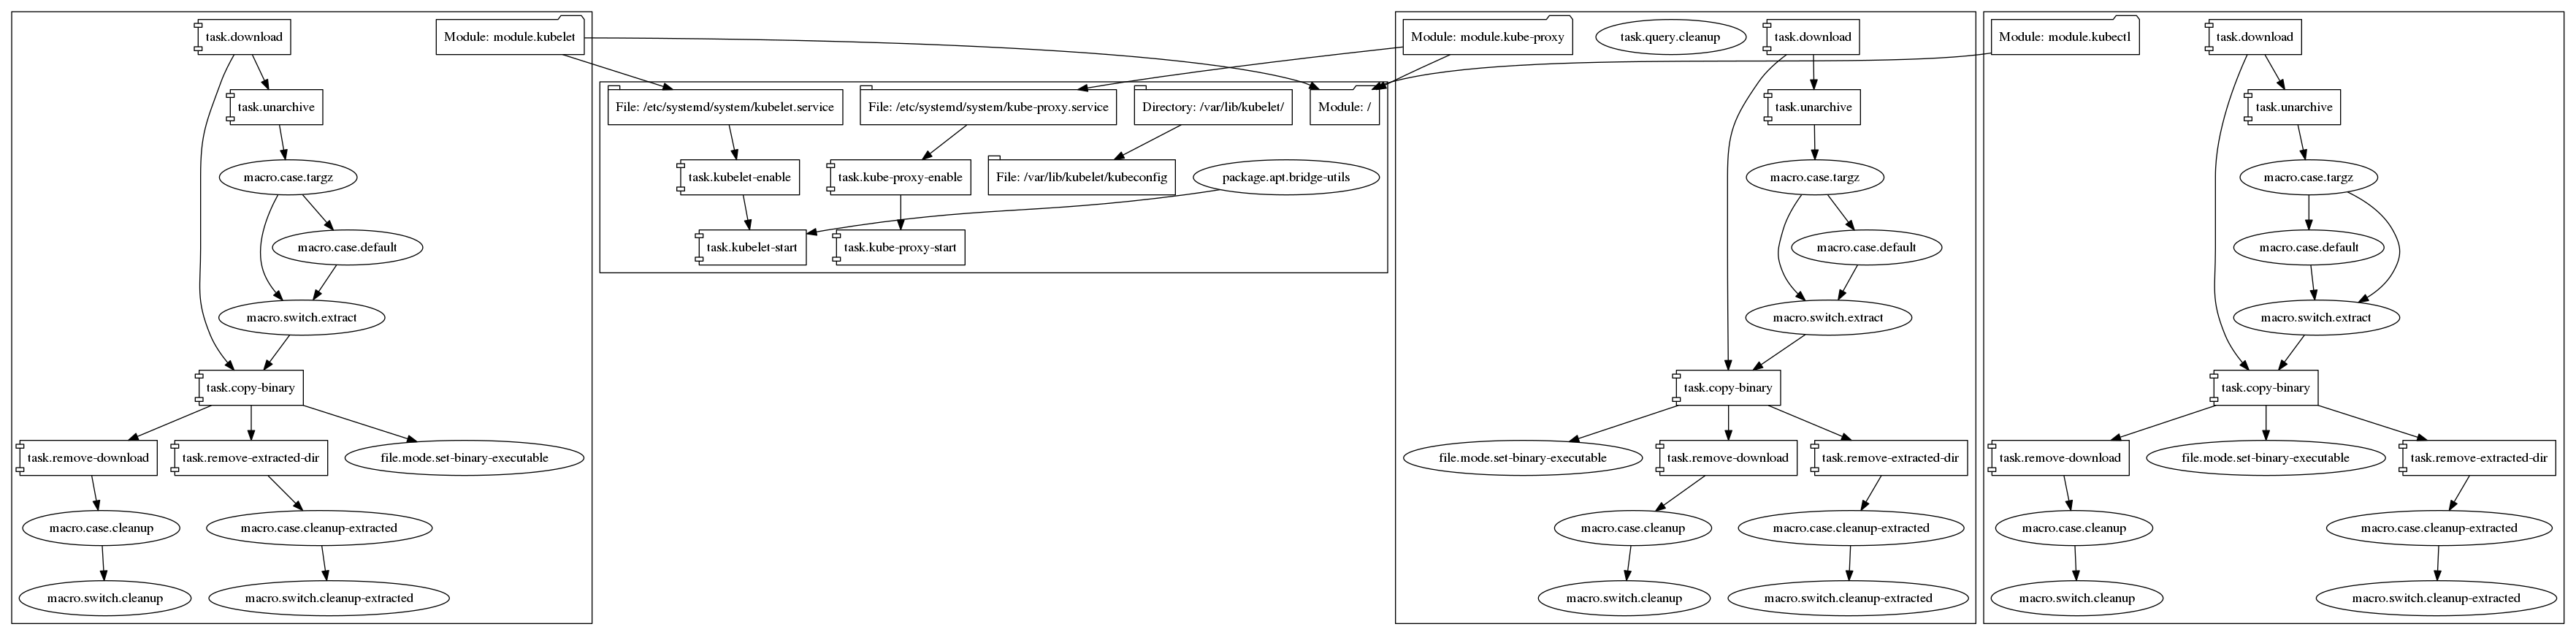 task.download
Module: module.kubelet
task.unarchive
macro.case.targz
macro.case.default
macro.switch.extract
task.copy-binary
task.remove-download
task.remove-extracted-dir
file.mode.set-binary-executable
macro.case.cleanup
macro.case.cleanup-extracted
macro.switch.cleanup
macro.switch.cleanup-extracted
File: /etc/systemd/system/kubelet.service
File: /etc/systemd/system/kube-proxy.service
Directory: /var/lib/kubelet/
Module: /
task.kubelet-enable
task.kube-proxy-enable
File: /var/lib/kubelet/kubeconfig
package.apt.bridge-utils
task.kubelet-start
task.kube-proxy-start
Module: module.kube-proxy
task.query.cleanup
task.download
task.unarchive
macro.case.targz
macro.case.default
macro.switch.extract
task.copy-binary
file.mode.set-binary-executable
task.remove-download
task.remove-extracted-dir
macro.case.cleanup
macro.case.cleanup-extracted
macro.switch.cleanup
macro.switch.cleanup-extracted
Module: module.kubectl
task.download
task.unarchive
macro.case.targz
macro.case.default
macro.switch.extract
task.copy-binary
task.remove-download
file.mode.set-binary-executable
task.remove-extracted-dir
macro.case.cleanup
macro.case.cleanup-extracted
macro.switch.cleanup
macro.switch.cleanup-extracted